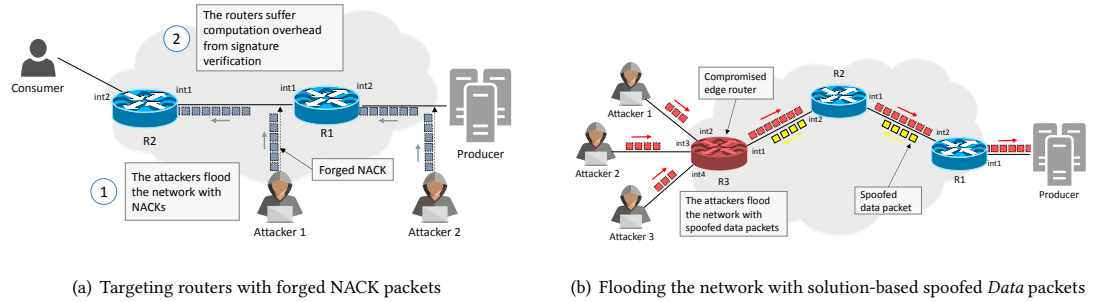 2
The routers suffer
computation overhead
from signature
verification
Consumer
int2
int1
R2
int1
int2
R1
Producer
Forged NACK
1
The attackers flood
the network with
NACKs
Attacker 1
Attacker 2
(a) Targeting routers with forged NACK packets
Attacker 1
Attacker 2
Attacker 3
Compromised
edge router
int2
int3
int4
int1
R3
R2
int1
int2
The attackers flood
the network with
spoofed data packets
Spoofed
data packet
int2
int1
R1
Producer
(b) Flooding the network with solution-based spoofed Data packets